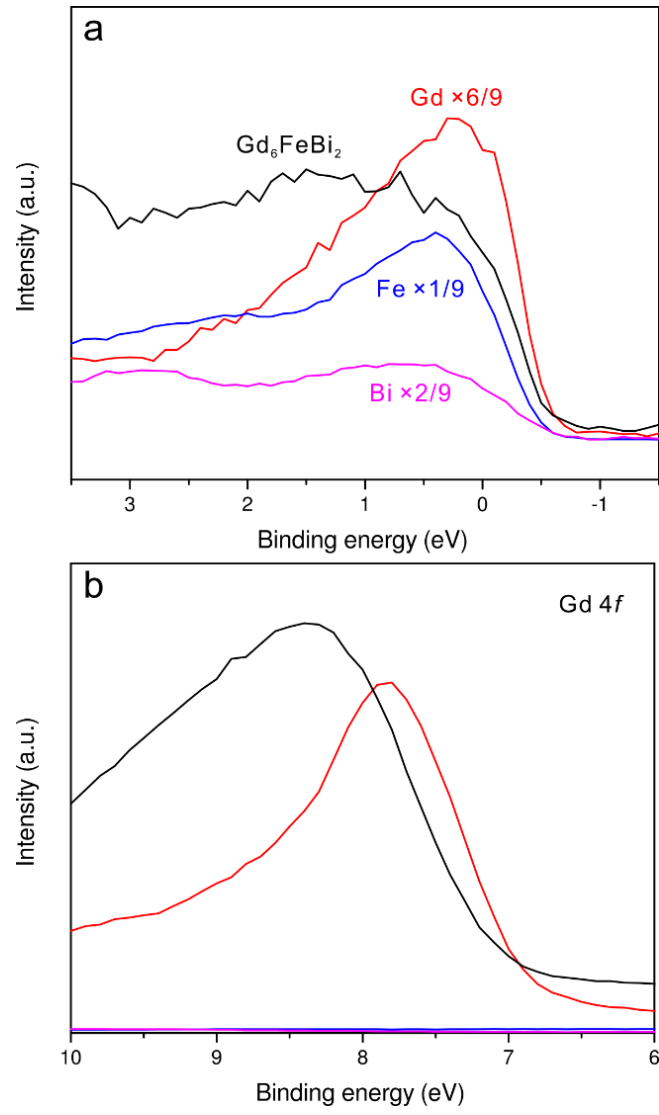 a
Gd ×6/9
Gd₆FeBi₂
Fe ×1/9
Bi ×2/9
Intensity (a.u.)
3 2 1 0 -1
Binding energy (eV)
b
Gd 4f
Intensity (a.u.)
10 9 8 7 6
Binding energy (eV)